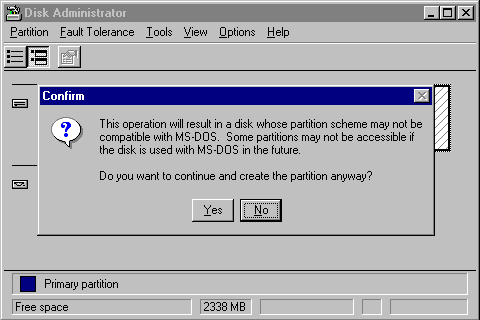 Disk Administrator
Partition Fault Tolerance Tools View Options Help
Confirm
This operation will result in a disk whose partition scheme may not be
compatible with MS-DOS. Some partitions may not be accessible if
the disk is used with MS-DOS in the future.
Do you want to continue and create the partition anyway?
Yes No
Primary partition
Free space 2338 MB